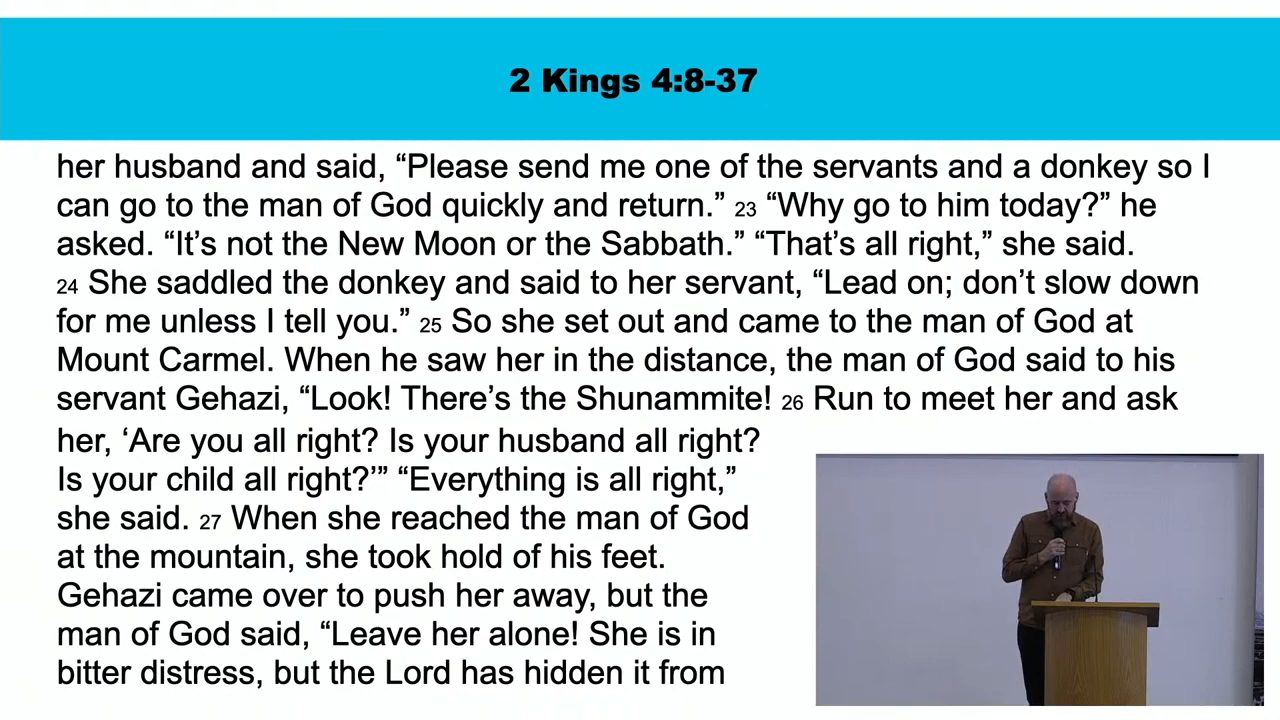 2 Kings 4:8-37
her husband and said, “Please send me one of the servants and a donkey so I
can go to the man of God quickly and return.” 23 “Why go to him today?” he
asked. “It’s not the New Moon or the Sabbath.” “That’s all right,” she said.
24 She saddled the donkey and said to her servant, “Lead on; don’t slow down
for me unless I tell you.” 25 So she set out and came to the man of God at
Mount Carmel. When he saw her in the distance, the man of God said to his
servant Gehazi, “Look! There’s the Shunammite! 26 Run to meet her and ask
her, ‘Are you all right? Is your husband all right?
Is your child all right?’” “Everything is all right,”
she said. 27 When she reached the man of God
at the mountain, she took hold of his feet.
Gehazi came over to push her away, but the
man of God said, “Leave her alone! She is in
bitter distress, but the Lord has hidden it from